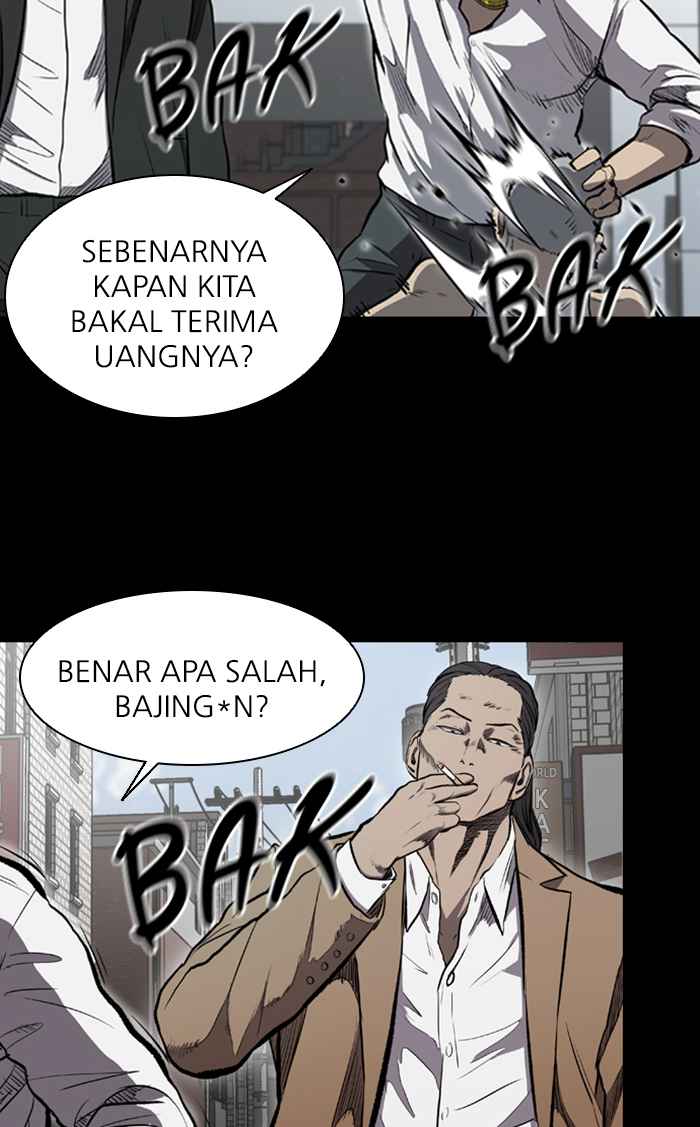 BAK
SEBENARNYA
KAPAN KITA
BAKAL TERIMA
UANGNYA?
BAK
BENAR APA SALAH,
BAJING*N?
BAK